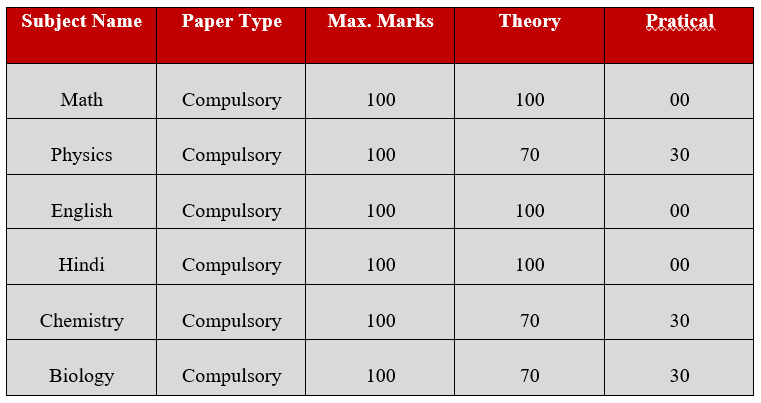 Subject Name Paper Type Max. Marks Theory Pratical
Math Compulsory 100 100 00
Physics Compulsory 100 70 30
English Compulsory 100 100 00
Hindi Compulsory 100 100 00
Chemistry Compulsory 100 70 30
Biology Compulsory 100 70 30